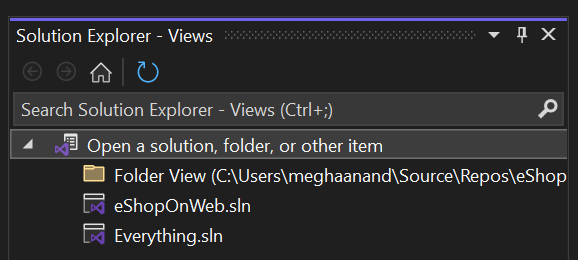 Solution Explorer - Views
Search Solution Explorer - Views (Ctrl+;)
Open a solution, folder, or other item
Folder View (C:\Users\meghaanand\Source\Repos\eShop
eShopOnWeb.sln
Everything.sln